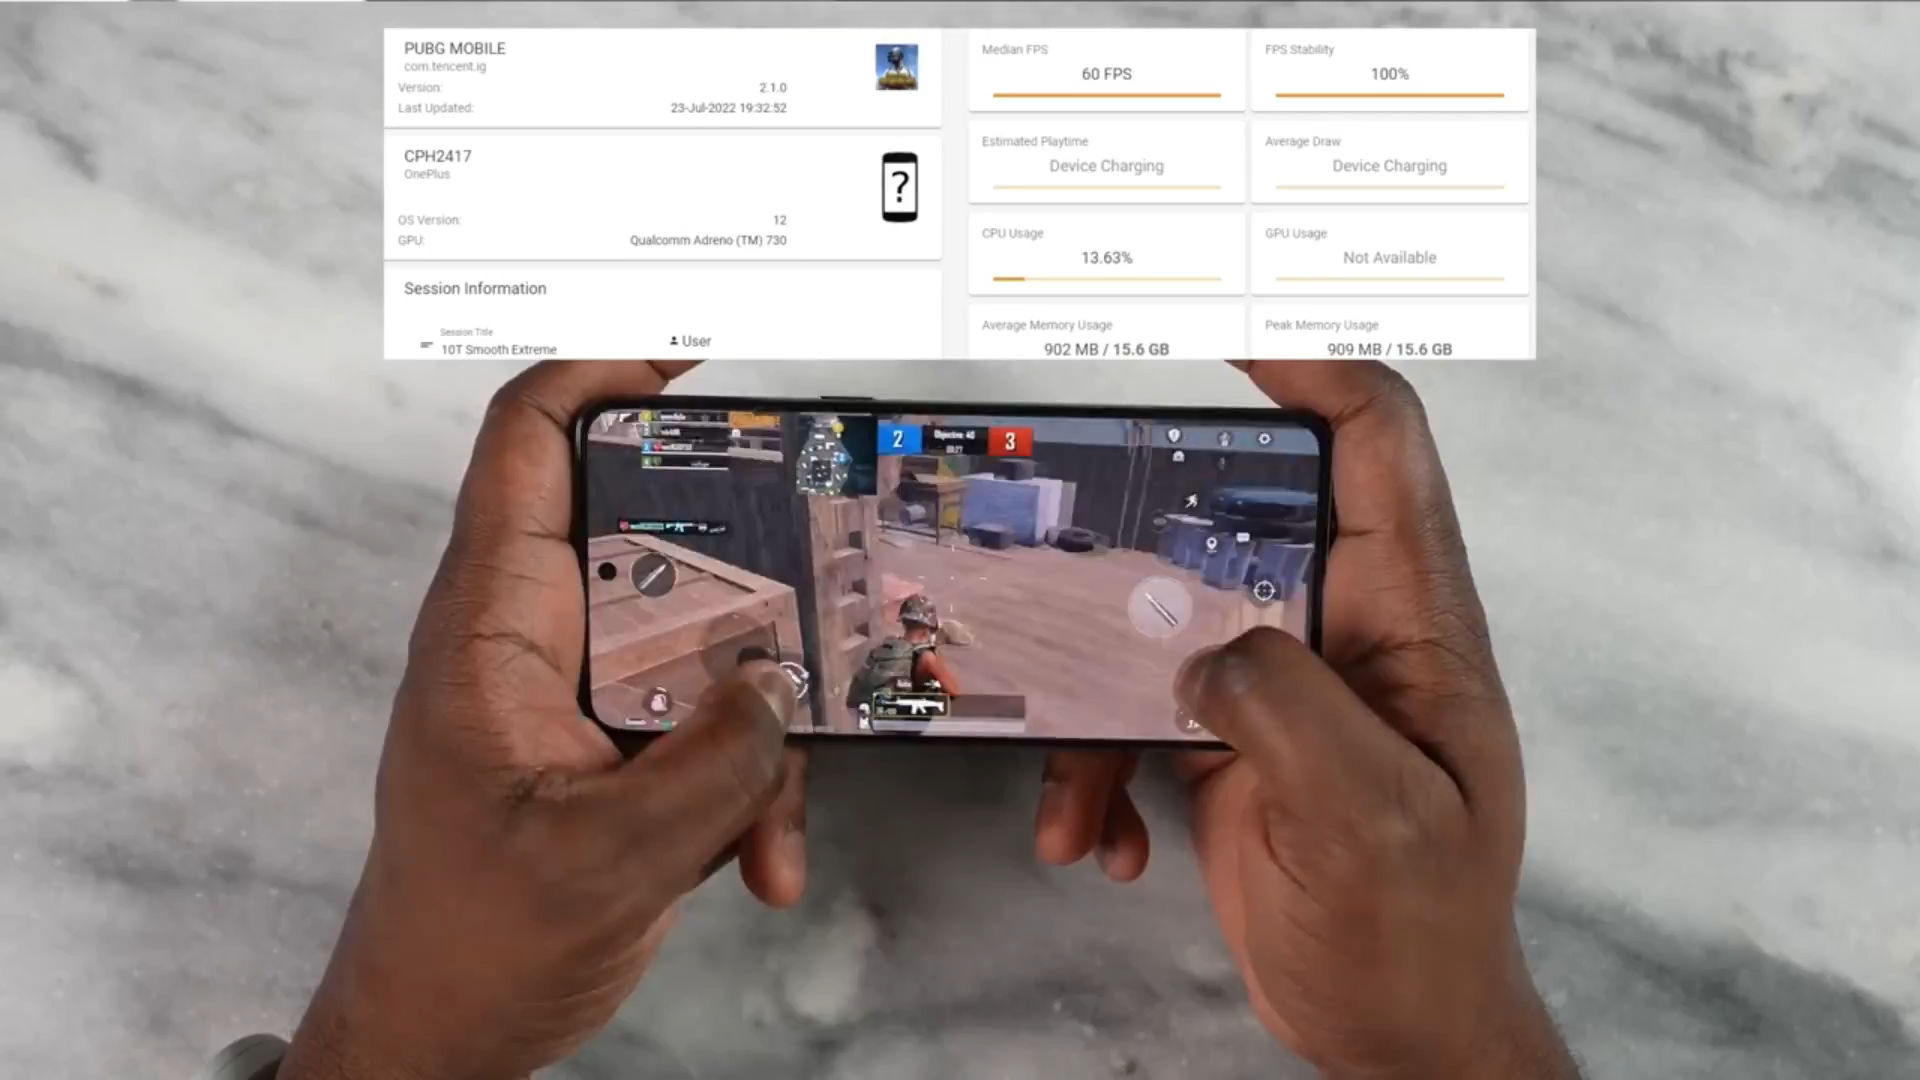 PUBG MOBILE
com.tencent.ig
Version: 2.1.0
Last Updated: 23-Jul-2022 19:32:52
CPH2417
OnePlus
OS Version: 12
GPU: Qualcomm Adreno (TM) 730
Session Information
Session Title
10T Smooth Extreme
User
Median FPS
60 FPS
FPS Stability
100%
Estimated Playtime
Device Charging
Average Draw
Device Charging
CPU Usage
13.63%
GPU Usage
Not Available
Average Memory Usage
902 MB / 15.6 GB
Peak Memory Usage
909 MB / 15.6 GB
2
Objective: 40
3